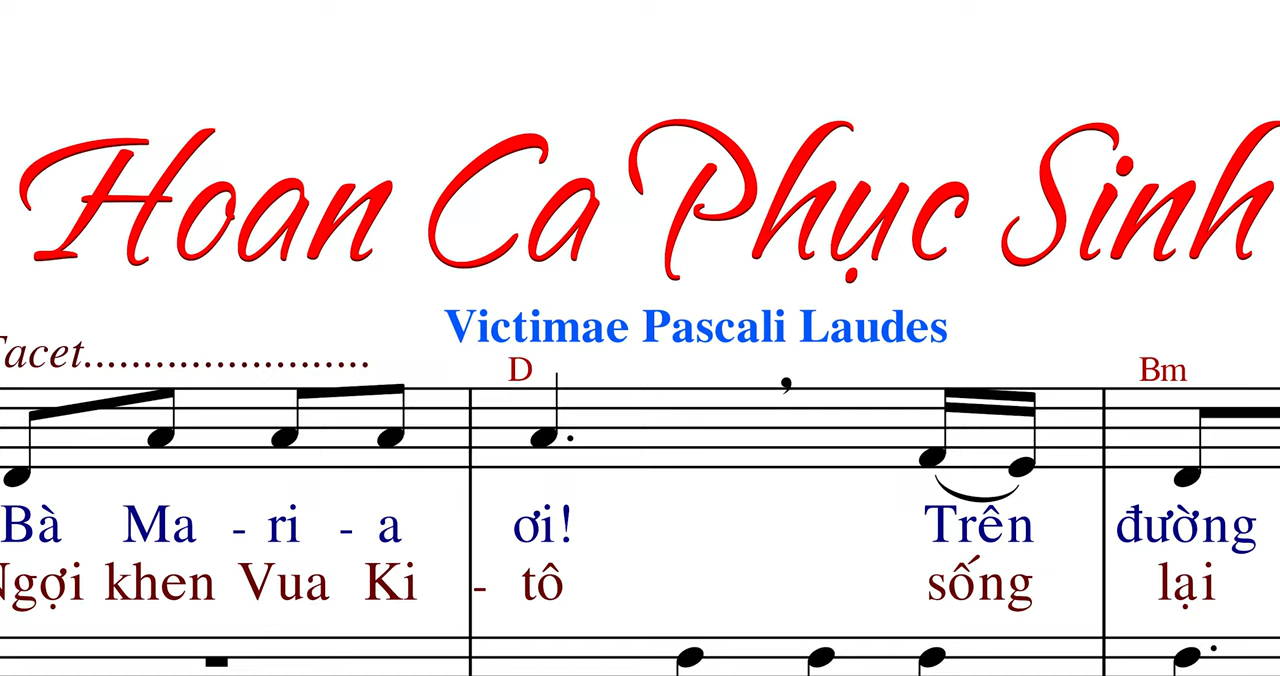 Hoan Ca Phục Sinh
Victimae Pascali Laudes
Tacet........................
D Bm
Bà Ma - ri - a ơi! Trên đường
Ngợi khen Vua Ki - tô sống lại